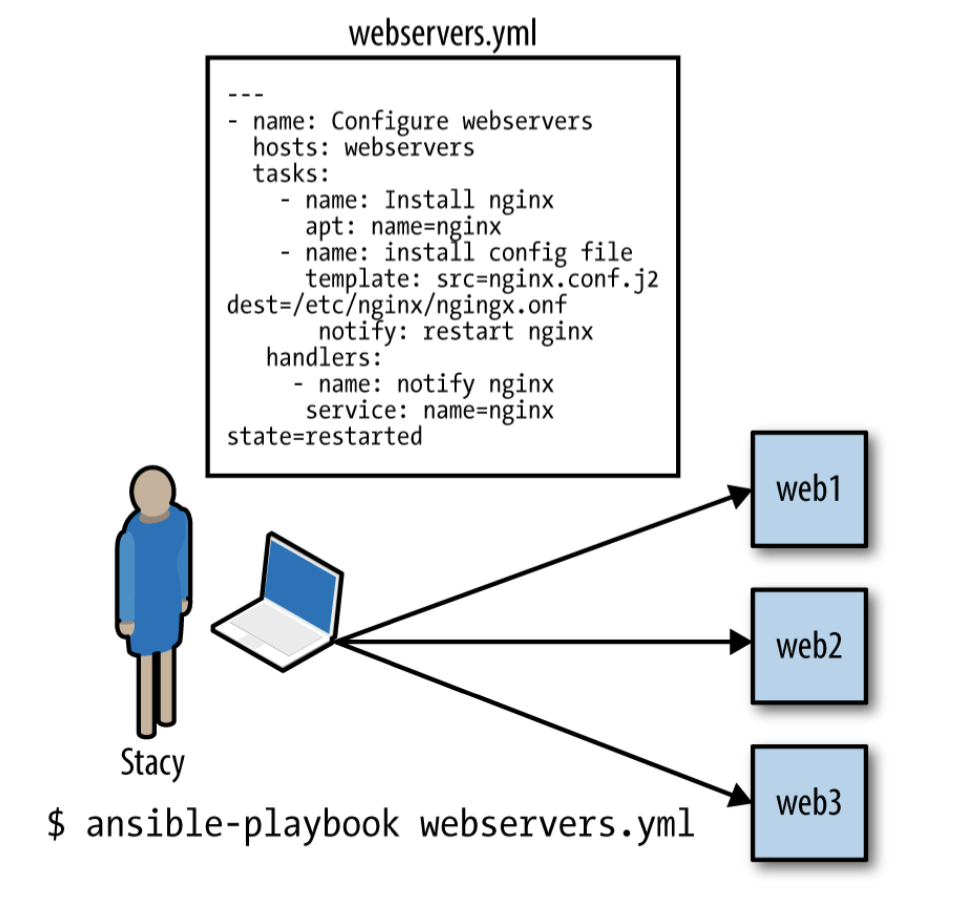 webservers.yml
---
- name: Configure webservers
  hosts: webservers
  tasks:
    - name: Install nginx
      apt: name=nginx
    - name: install config file
      template: src=nginx.conf.j2
dest=/etc/nginx/ngingx.onf
       notify: restart nginx
   handlers:
     - name: notify nginx
      service: name=nginx
state=restarted
web1
web2
web3
Stacy
$ ansible-playbook webservers.yml